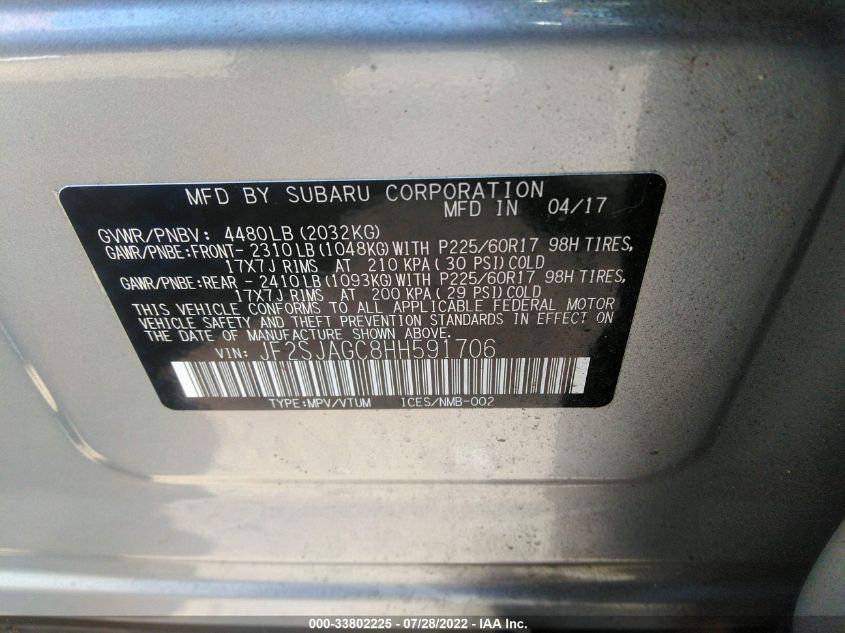 MFD BY SUBARU CORPORATION
MFD IN 04/17
GVWR/PNBV: 4480LB (2032KG)
GAWR/PNBE:FRONT- 2310LB (1048KG) WITH P225/60R17 98H TIRES,
17X7J RIMS AT 210 KPA ( 30 PSI) COLD
GAWR/PNBE:REAR - 2410LB (1093KG) WITH P225/60R17 98H TIRES,
17X7J RIMS AT 200 KPA ( 29 PSI) COLD
THIS VEHICLE CONFORMS TO ALL APPLICABLE FEDERAL MOTOR
VEHICLE SAFETY AND THEFT PREVENTION STANDARDS IN EFFECT ON
THE DATE OF MANUFACTURE SHOWN ABOVE.
VIN: JF2SJAGC8HH591706
TYPE:MPV/VTUM ICES/NMB-002
000-33802225 - 07/28/2022 - IAA Inc.